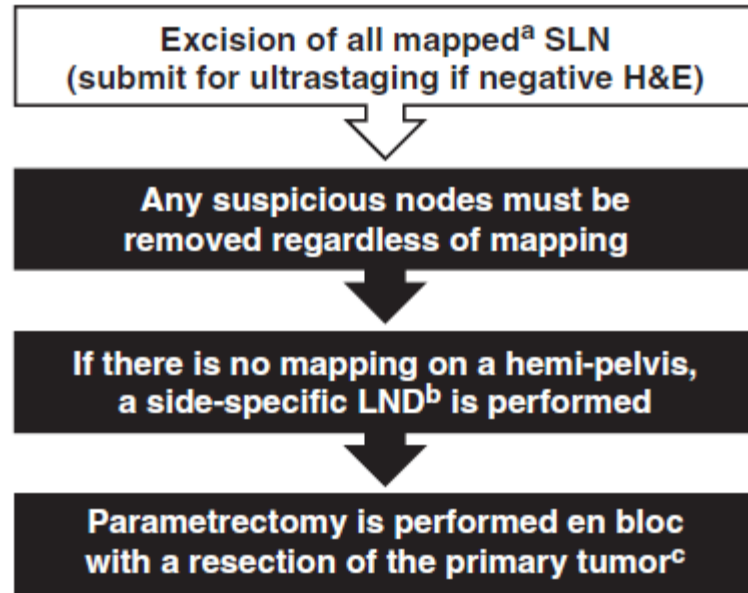 Excision of all mappedᵃ SLN
(submit for ultrastaging if negative H&E)
Any suspicious nodes must be
removed regardless of mapping
If there is no mapping on a hemi-pelvis,
a side-specific LNDᵇ is performed
Parametrectomy is performed en bloc
with a resection of the primary tumorᶜ